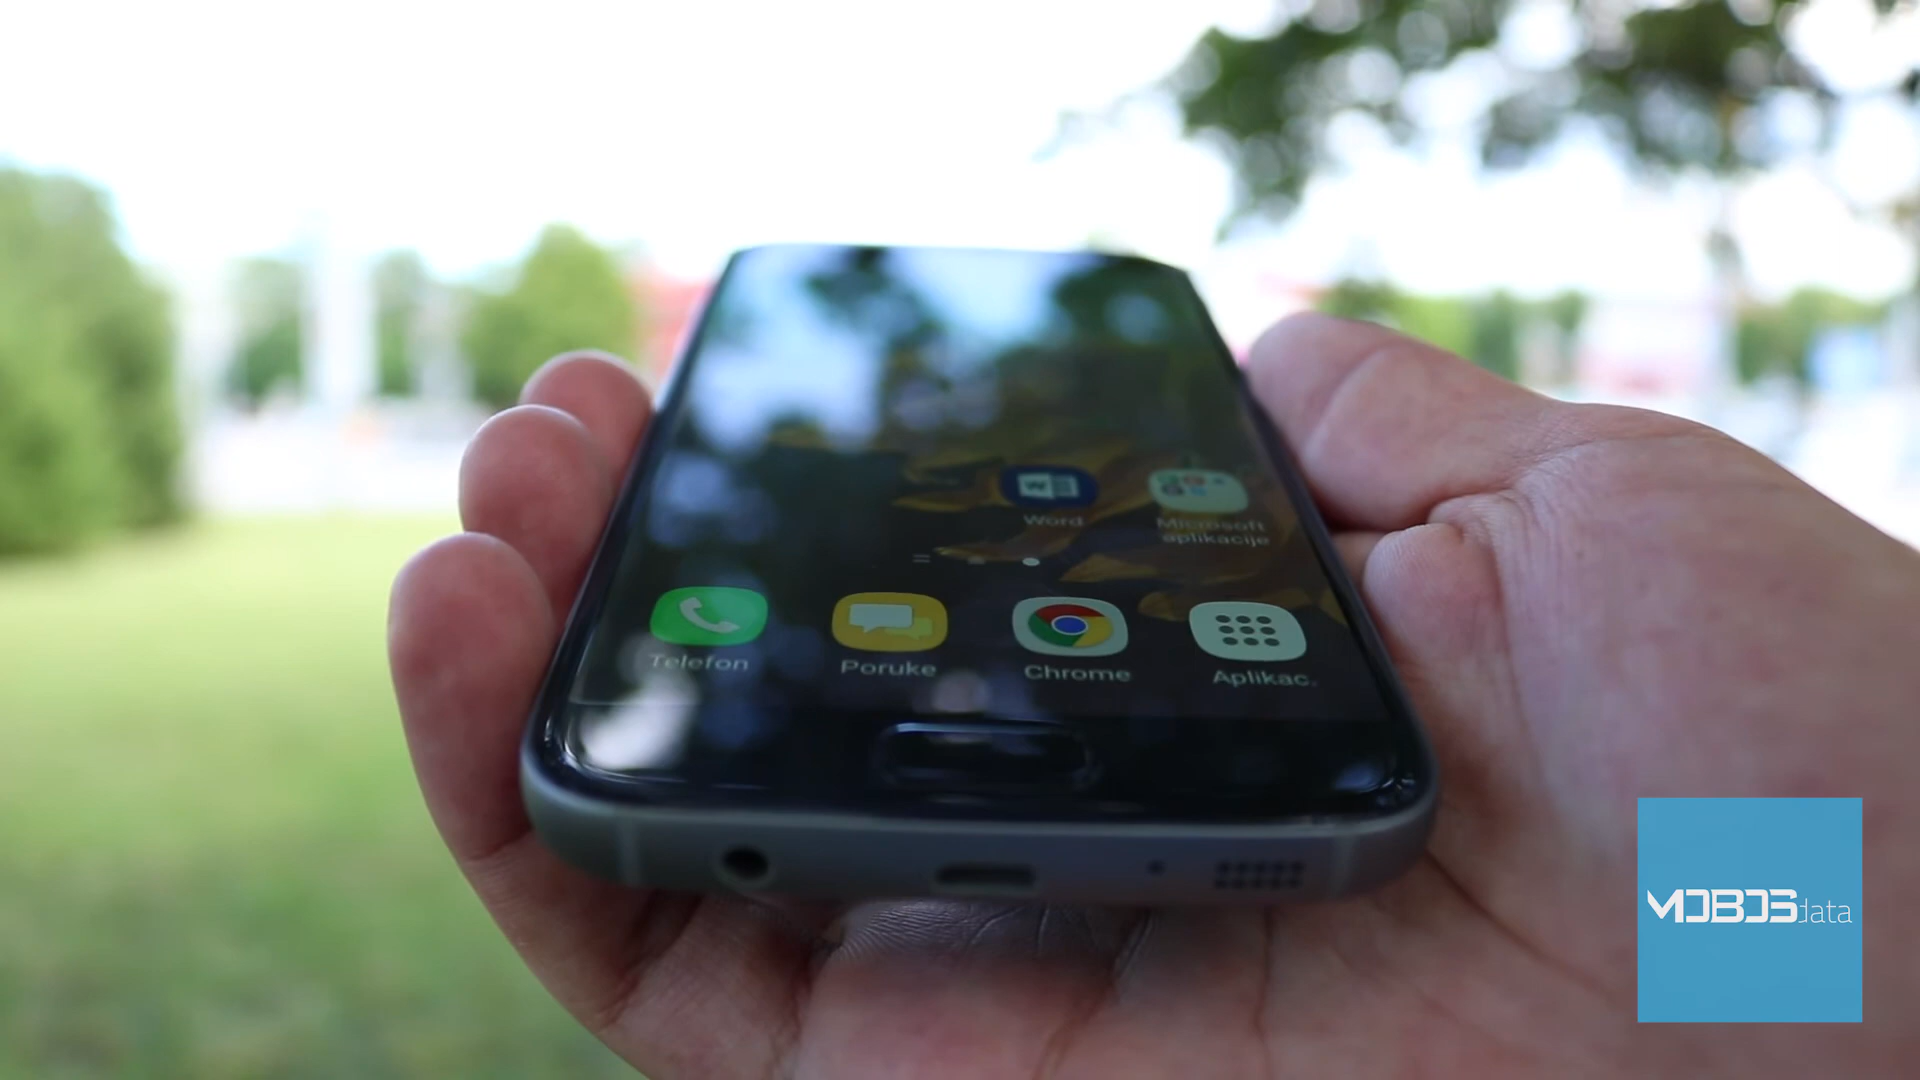 Word
Microsoft
aplikacije
Telefon
Poruke
Chrome
Aplikac.
MOBOSdata